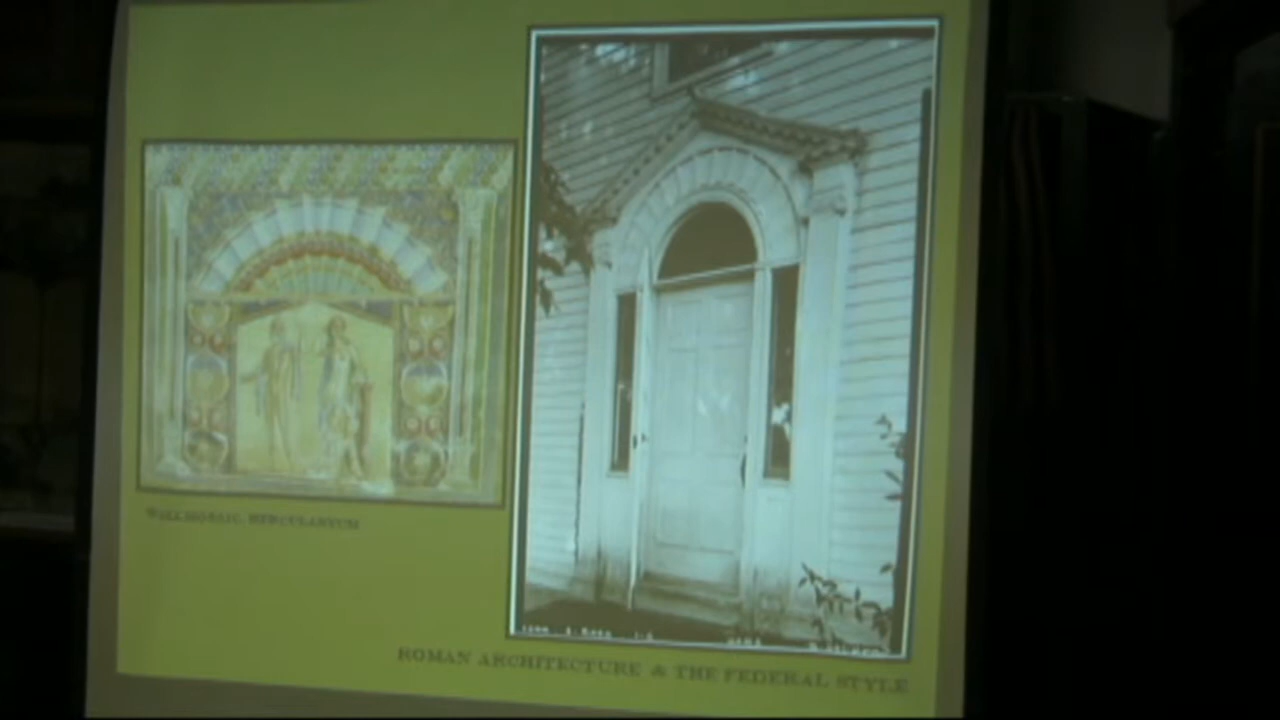 WALL MOSAIC, HERCULANEUM
ROMAN ARCHITECTURE & THE FEDERAL STYLE